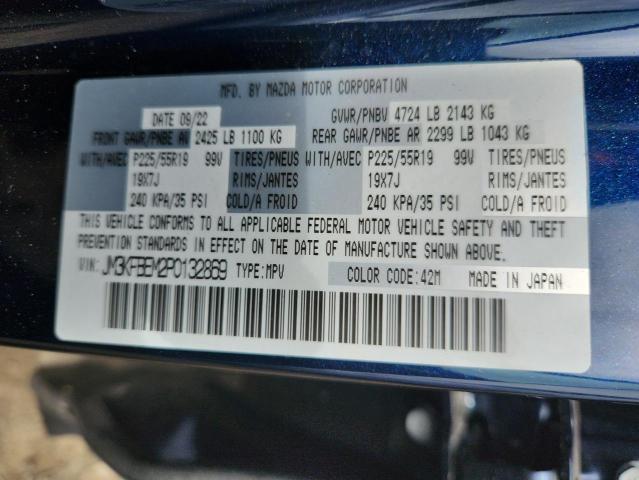 MFD. BY MAZDA MOTOR CORPORATION
DATE 09/22 GVWR/PNBV 4724 LB 2143 KG
FRONT GAWR/PNBE AV 2425 LB 1100 KG REAR GAWR/PNBE AR 2299 LB 1043 KG
WITH/AVEC P225/55R19 99V TIRES/PNEUS WITH/AVEC P225/55R19 99V TIRES/PNEUS
19X7J RIMS/JANTES 19X7J RIMS/JANTES
240 KPA/35 PSI COLD/A FROID 240 KPA/35 PSI COLD/A FROID
THIS VEHICLE CONFORMS TO ALL APPLICABLE FEDERAL MOTOR VEHICLE SAFETY AND THEFT
PREVENTION STANDARDS IN EFFECT ON THE DATE OF MANUFACTURE SHOWN ABOVE.
VIN: JM3KFBEM2P0132869 TYPE:MPV COLOR CODE:42M MADE IN JAPAN